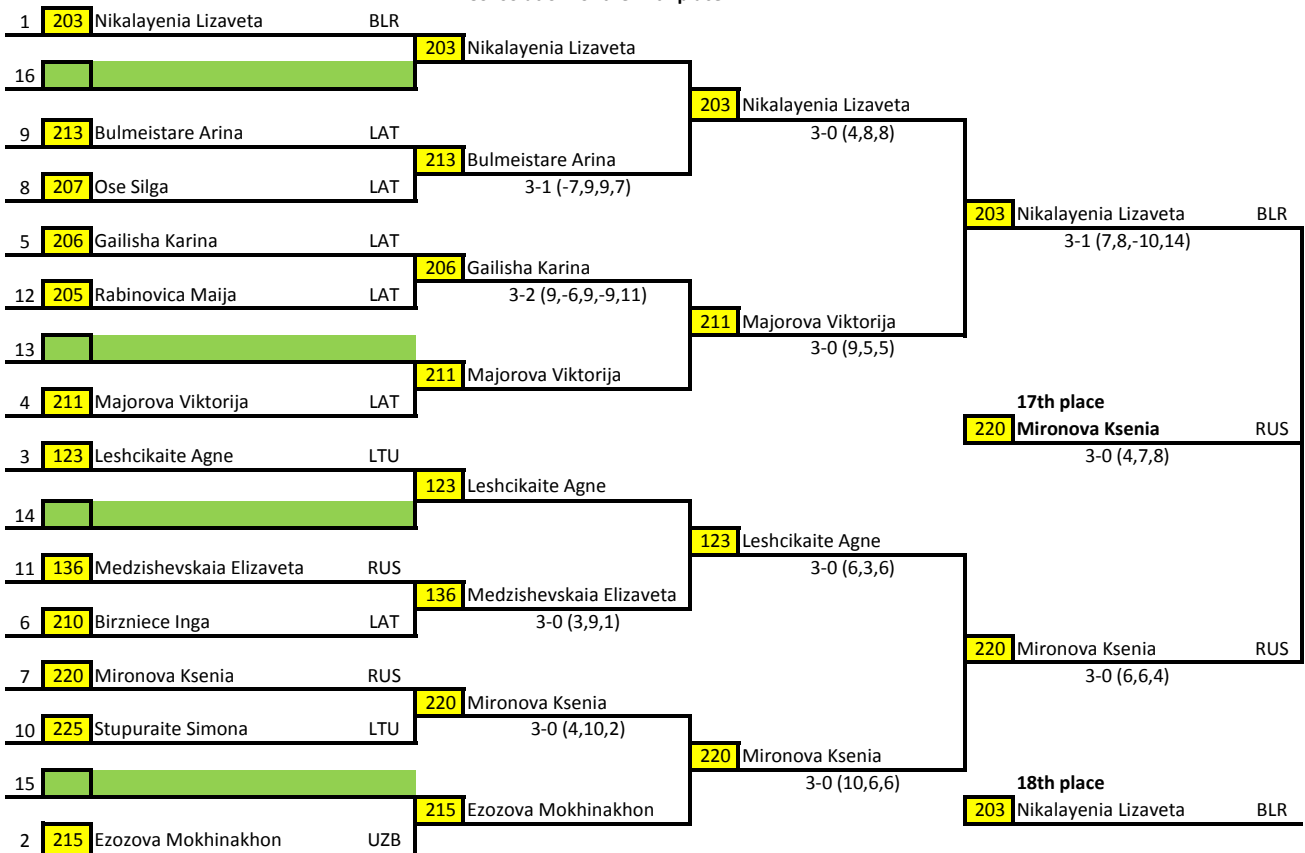 1 203 Nikalayenia Lizaveta BLR
203 Nikalayenia Lizaveta
16
203 Nikalayenia Lizaveta
3-0 (4,8,8)
9 213 Bulmeistare Arina LAT
213 Bulmeistare Arina
3-1 (-7,9,9,7)
8 207 Ose Silga LAT
203 Nikalayenia Lizaveta BLR
3-1 (7,8,-10,14)
5 206 Gailisha Karina LAT
206 Gailisha Karina
3-2 (9,-6,9,-9,11)
12 205 Rabinovica Maija LAT
211 Majorova Viktorija
3-0 (9,5,5)
13
211 Majorova Viktorija
4 211 Majorova Viktorija LAT
17th place
220 Mironova Ksenia RUS
3-0 (4,7,8)
3 123 Leshcikaite Agne LTU
123 Leshcikaite Agne
14
123 Leshcikaite Agne
3-0 (6,3,6)
11 136 Medzishevskaia Elizaveta RUS
136 Medzishevskaia Elizaveta
3-0 (3,9,1)
6 210 Birzniece Inga LAT
220 Mironova Ksenia RUS
3-0 (6,6,4)
7 220 Mironova Ksenia RUS
220 Mironova Ksenia
3-0 (4,10,2)
10 225 Stupuraite Simona LTU
220 Mironova Ksenia
3-0 (10,6,6)
15
18th place
203 Nikalayenia Lizaveta BLR
215 Ezozova Mokhinakhon
2 215 Ezozova Mokhinakhon UZB